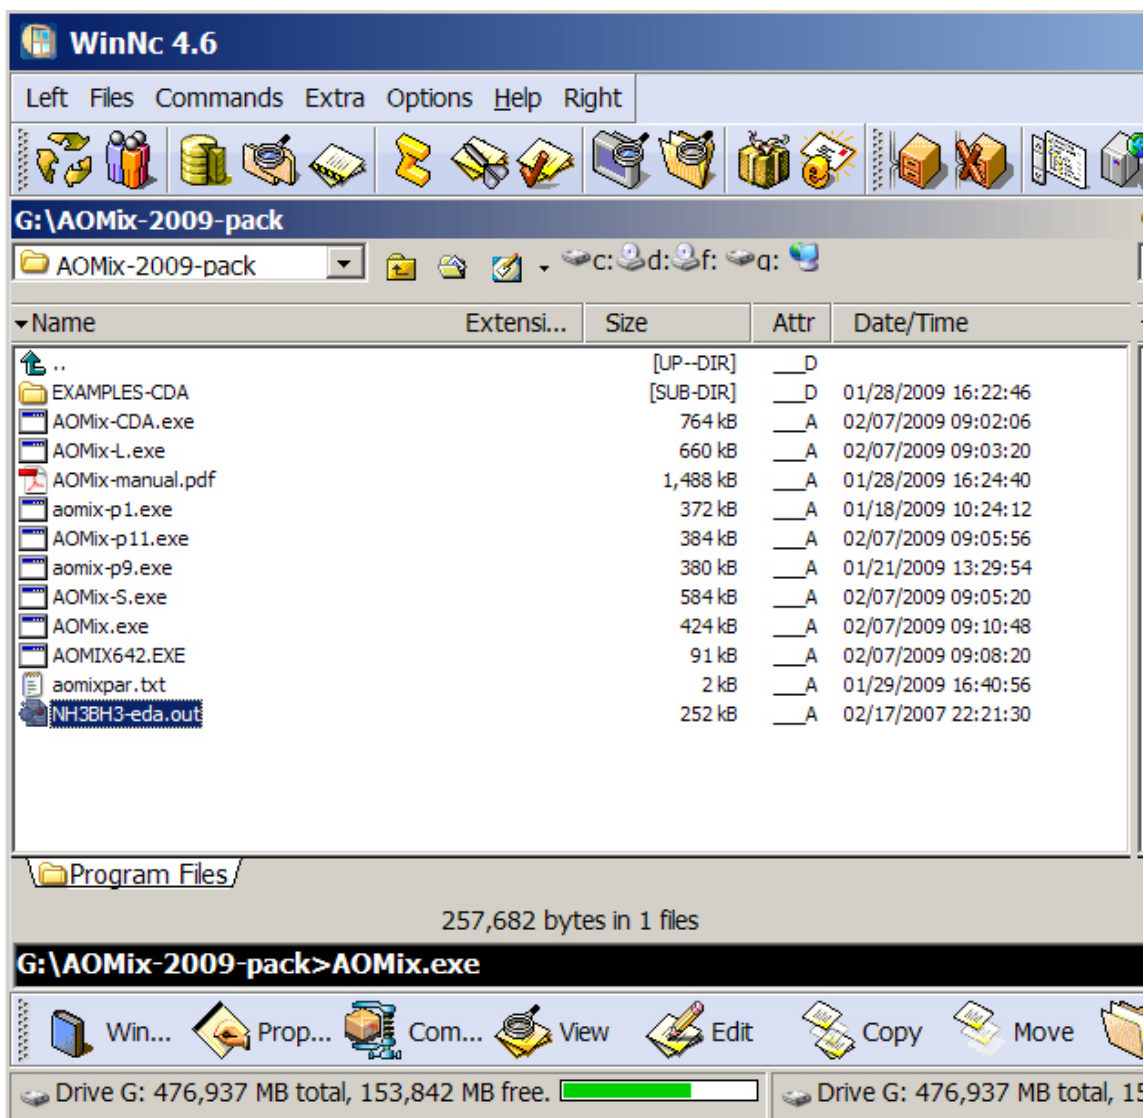 WinNc 4.6
Left Files Commands Extra Options Help Right
G:\AOMix-2009-pack
AOMix-2009-pack c: d: f: g:
Name Extensi... Size Attr Date/Time
.. [UP--DIR] ___D
EXAMPLES-CDA [SUB-DIR] ___D 01/28/2009 16:22:46
AOMix-CDA.exe 764 kB ___A 02/07/2009 09:02:06
AOMix-L.exe 660 kB ___A 02/07/2009 09:03:20
AOMix-manual.pdf 1,488 kB ___A 01/28/2009 16:24:40
aomix-p1.exe 372 kB ___A 01/18/2009 10:24:12
AOMix-p11.exe 384 kB ___A 02/07/2009 09:05:56
aomix-p9.exe 380 kB ___A 01/21/2009 13:29:54
AOMix-S.exe 584 kB ___A 02/07/2009 09:05:20
AOMix.exe 424 kB ___A 02/07/2009 09:10:48
AOMIX642.EXE 91 kB ___A 02/07/2009 09:08:20
aomixpar.txt 2 kB ___A 01/29/2009 16:40:56
NH3BH3-eda.out 252 kB ___A 02/17/2007 22:21:30
Program Files
257,682 bytes in 1 files
G:\AOMix-2009-pack>AOMix.exe
Win... Prop... Com... View Edit Copy Move
Drive G: 476,937 MB total, 153,842 MB free. Drive G: 476,937 MB total,